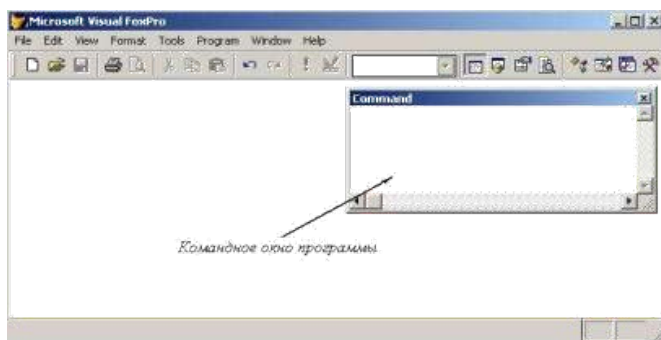 Microsoft Visual FoxPro
File Edit View Format Tools Program Window Help
Command
Командное окно программы